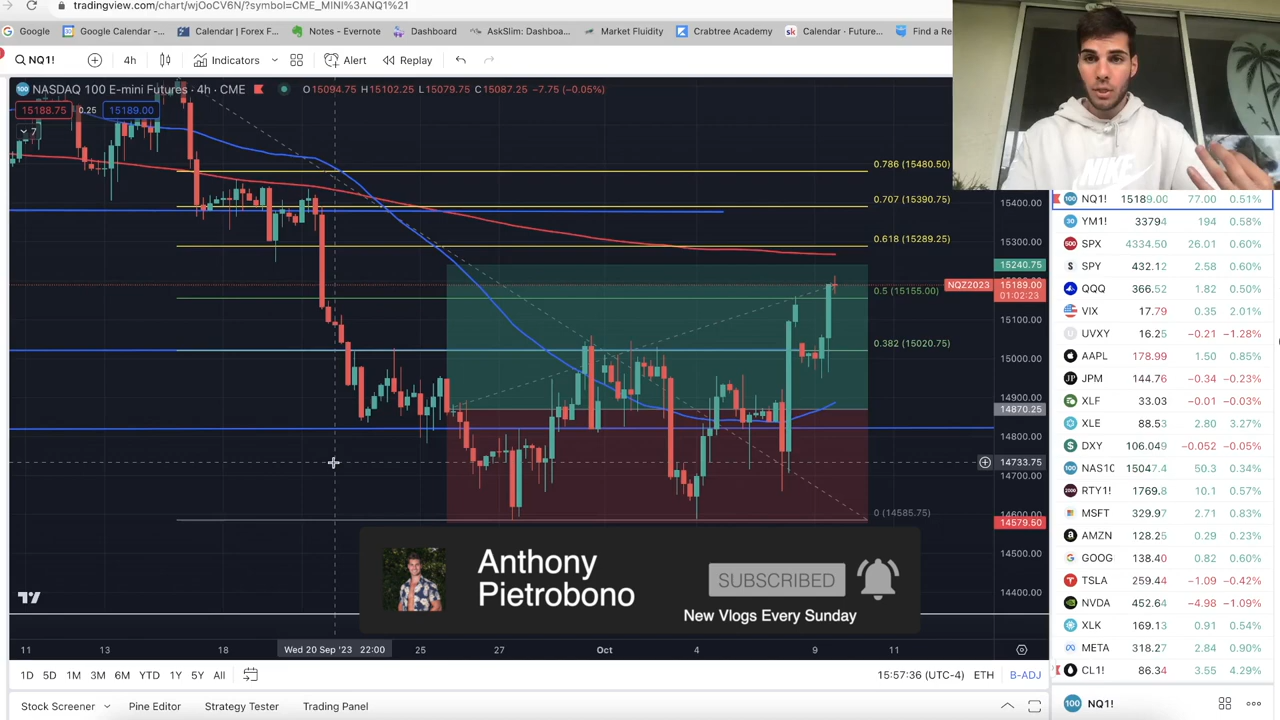 tradingview.com/chart/wjOoCV6N/?symbol=CME_MINI%3ANQ1%21
Google
Google Calendar -...
Calendar | Forex F...
Notes - Evernote
Dashboard
AskSlim: Dashboa...
Market Fluidity
Crabtree Academy
Calendar · Future...
Find a Re
NQ1!
4h
Indicators
Alert
Replay
NASDAQ 100 E-mini Futures · 4h · CME
O15094.75 H15102.25 L15079.75 C15087.25 -7.75 (-0.05%)
15188.75 0.25 15189.00
7
0.786 (15480.50)
0.707 (15390.75)
0.618 (15289.25)
0.5 (15155.00)
0.382 (15020.75)
0 (14585.75)
15400.00
15300.00
15240.75
NQZ2023 15189.00
01:02:23
15100.00
15000.00
14900.00
14870.25
14800.00
14733.75
14700.00
14579.50
14500.00
14400.00
NQ1! 15189.00 77.00 0.51%
YM1! 33794 194 0.58%
SPX 4334.50 26.01 0.60%
SPY 432.12 2.58 0.60%
QQQ 366.52 1.82 0.50%
VIX 17.79 0.35 2.01%
UVXY 16.25 -0.21 -1.28%
AAPL 178.99 1.50 0.85%
JPM 144.76 -0.34 -0.23%
XLF 33.03 -0.01 -0.03%
XLE 88.53 2.80 3.27%
DXY 106.049 -0.052 -0.05%
NAS10 15047.4 50.3 0.34%
RTY1! 1769.8 10.1 0.57%
MSFT 329.97 2.71 0.83%
AMZN 128.25 0.29 0.23%
GOOG 138.40 0.82 0.60%
TSLA 259.44 -1.09 -0.42%
NVDA 452.64 -4.98 -1.09%
XLK 169.13 0.91 0.54%
META 318.27 2.84 0.90%
CL1! 86.34 3.55 4.29%
NQ1!
NIKE
Anthony
Pietrobono
SUBSCRIBED
New Vlogs Every Sunday
11 13 18 Wed 20 Sep '23 22:00 25 27 Oct 4 9 11
1D 5D 1M 3M 6M YTD 1Y 5Y All
15:57:36 (UTC-4) ETH B-ADJ
Stock Screener Pine Editor Strategy Tester Trading Panel